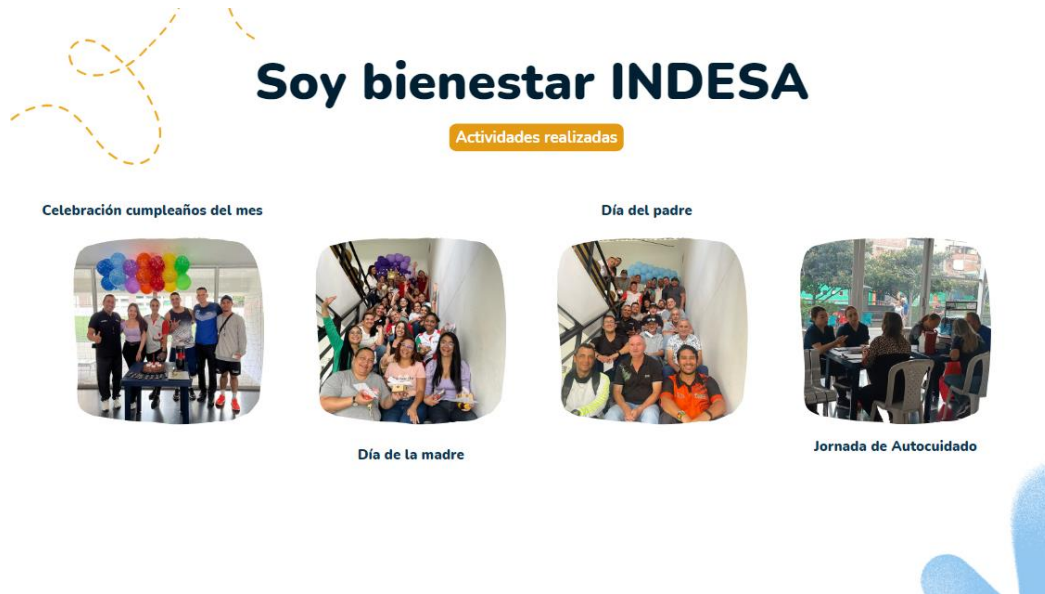 Soy bienestar INDESA
Actividades realizadas
Celebración cumpleaños del mes
Día del padre
Día de la madre
Jornada de Autocuidado